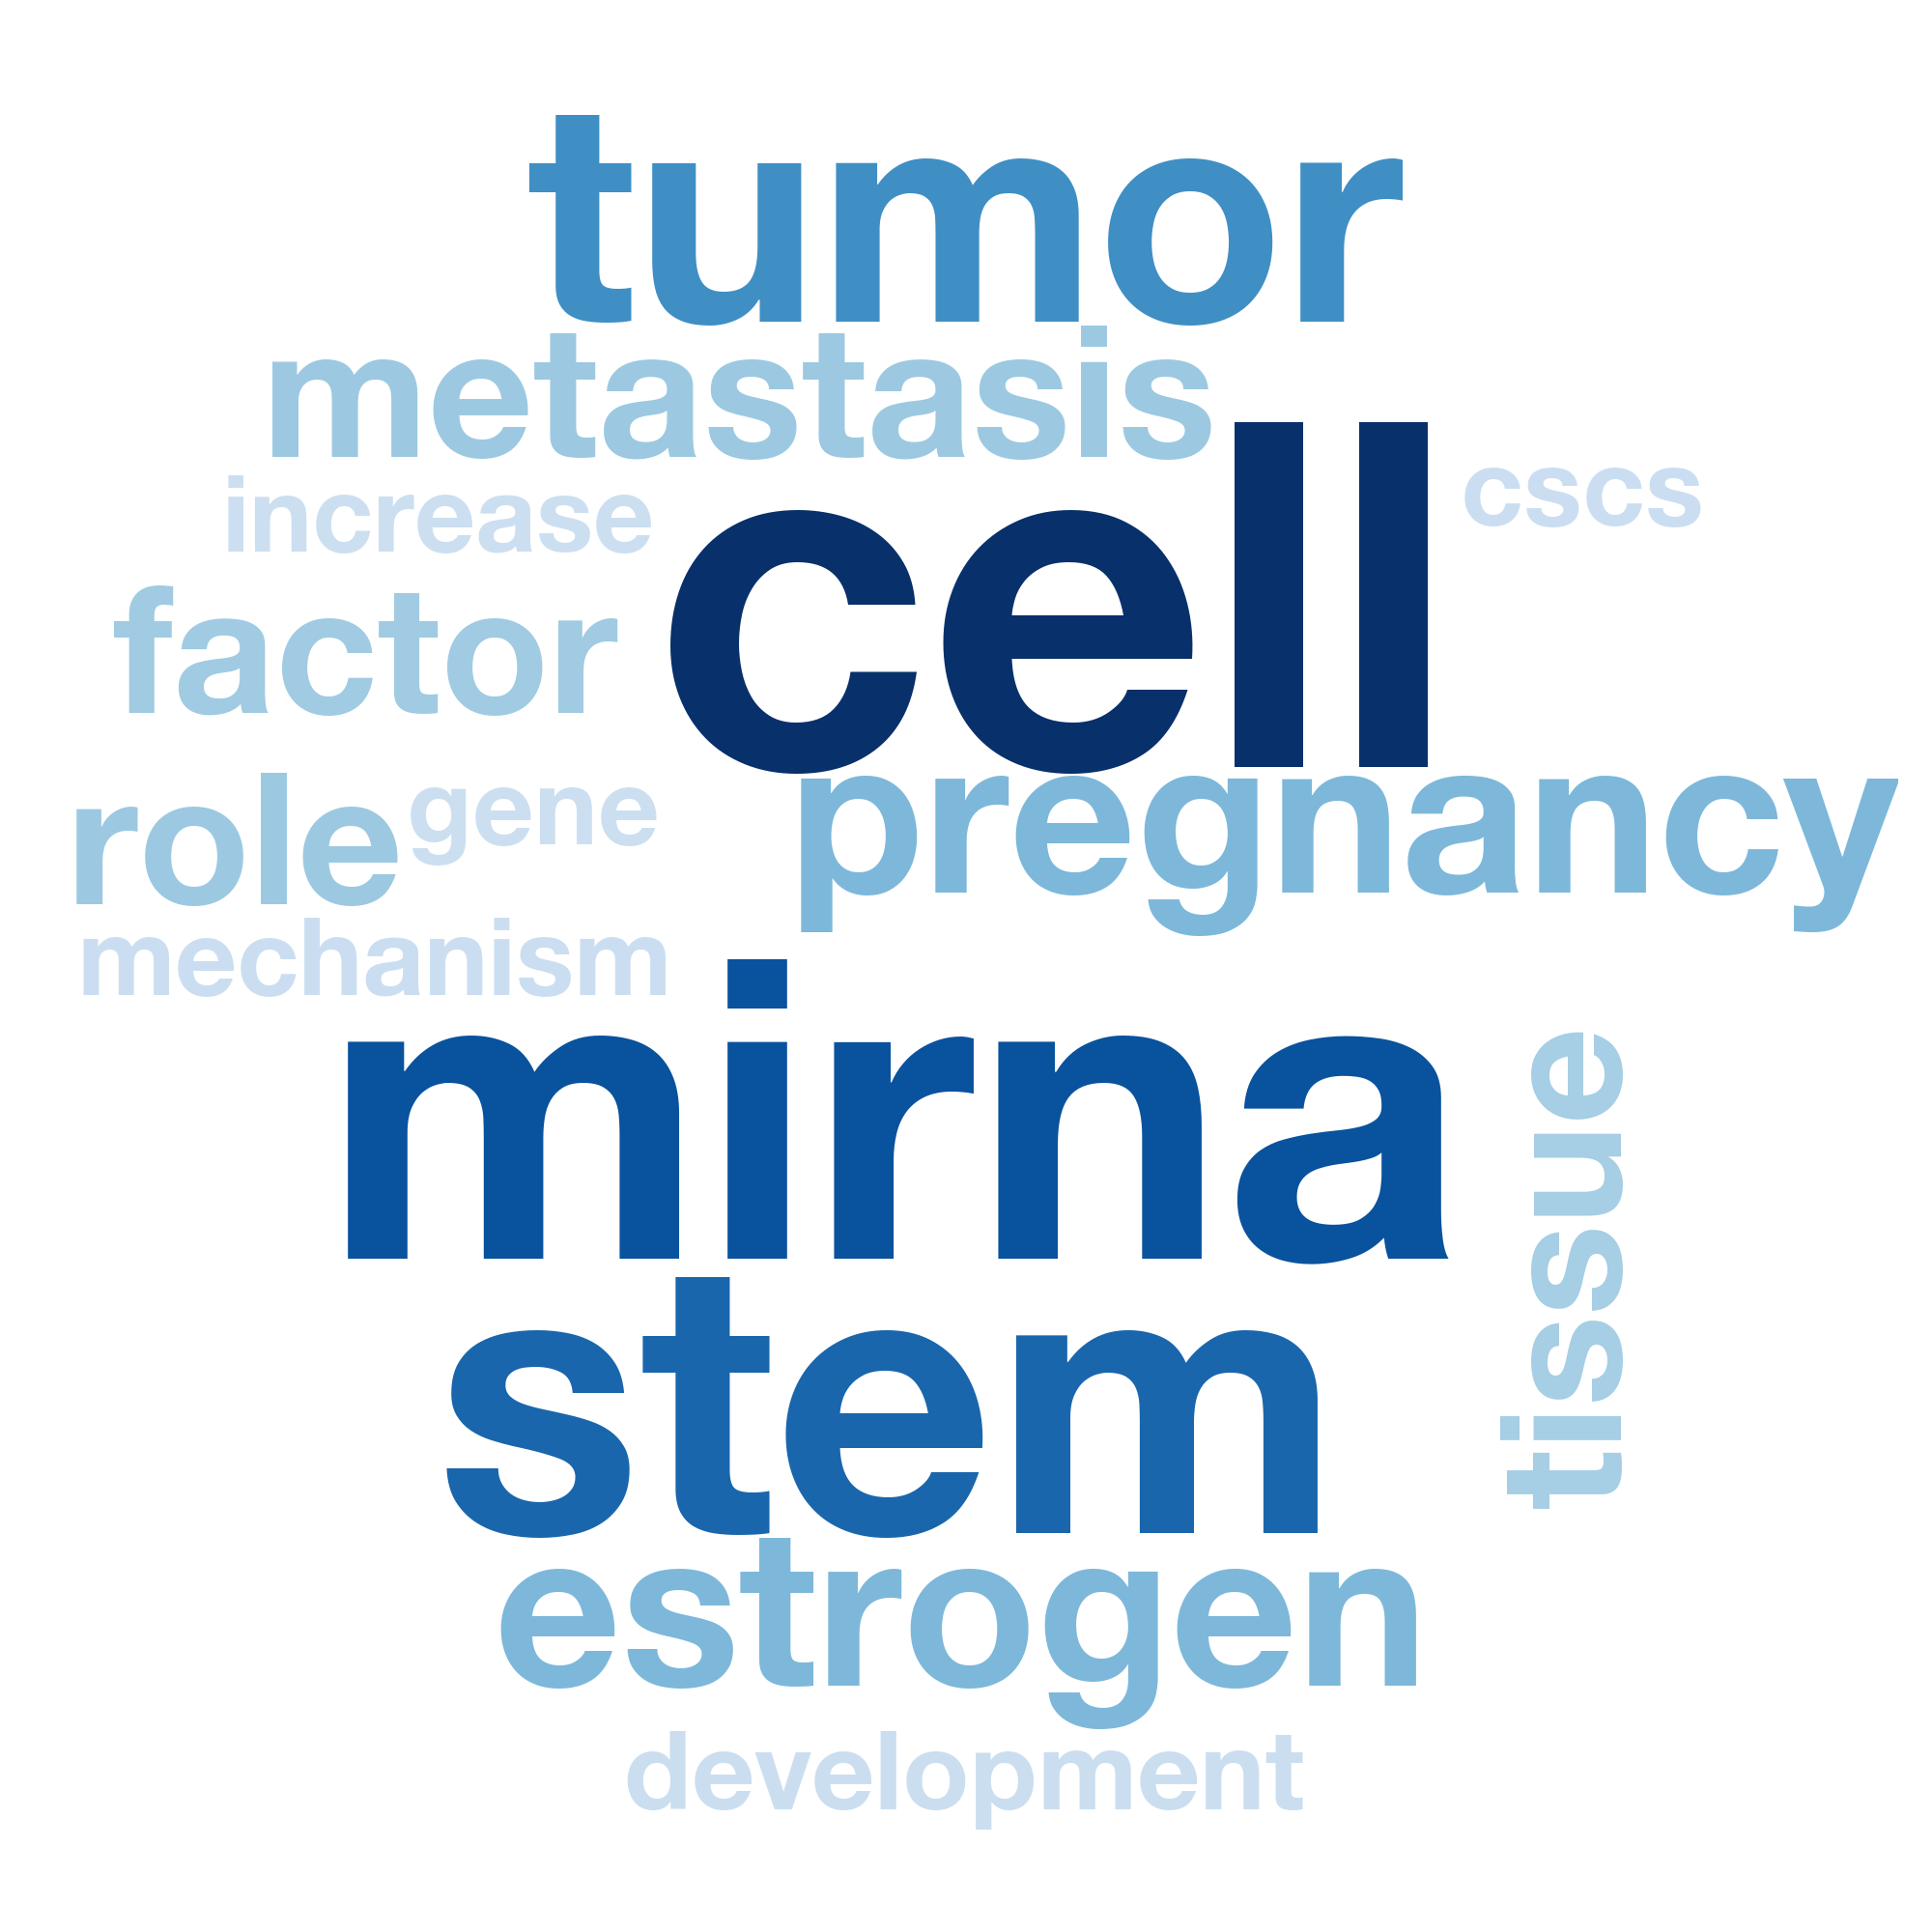 tumor
metastasis
increase
cscs
cell
factor
role
gene
pregnancy
mechanism
mirna
tissue
stem
estrogen
development